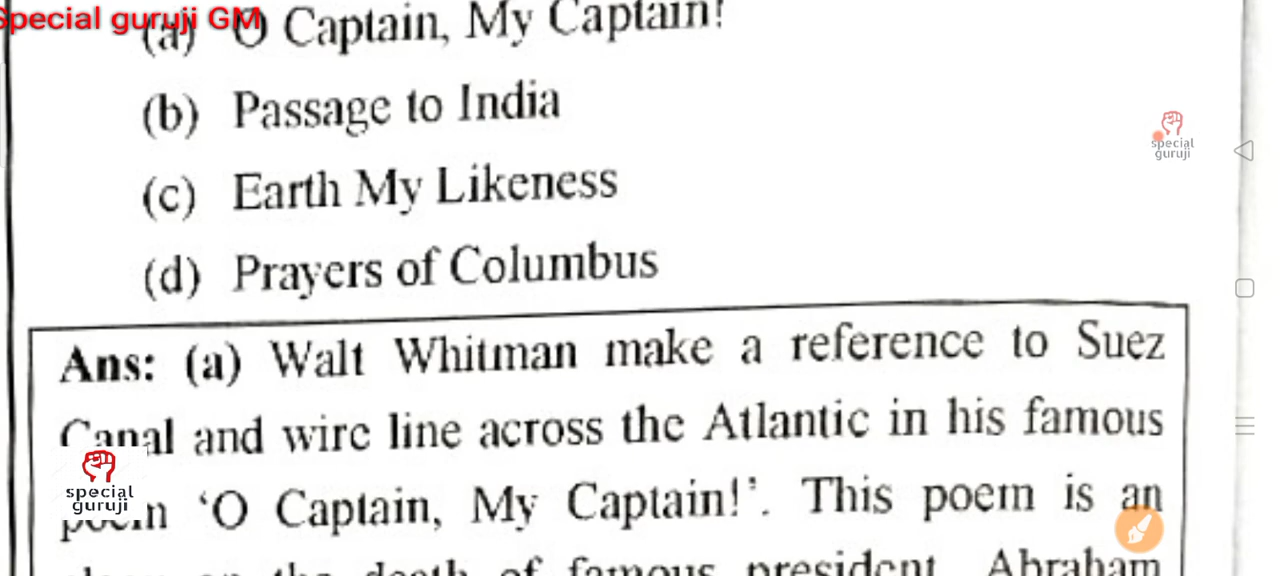 Special guruji GM
(a) O Captain, My Captain!
(b) Passage to India
special
guruji
(c) Earth My Likeness
(d) Prayers of Columbus
Ans: (a) Walt Whitman make a reference to Suez
Canal and wire line across the Atlantic in his famous
special
guruji
poem ‘O Captain, My Captain!’. This poem is an
elegy on the death of famous president Abraham